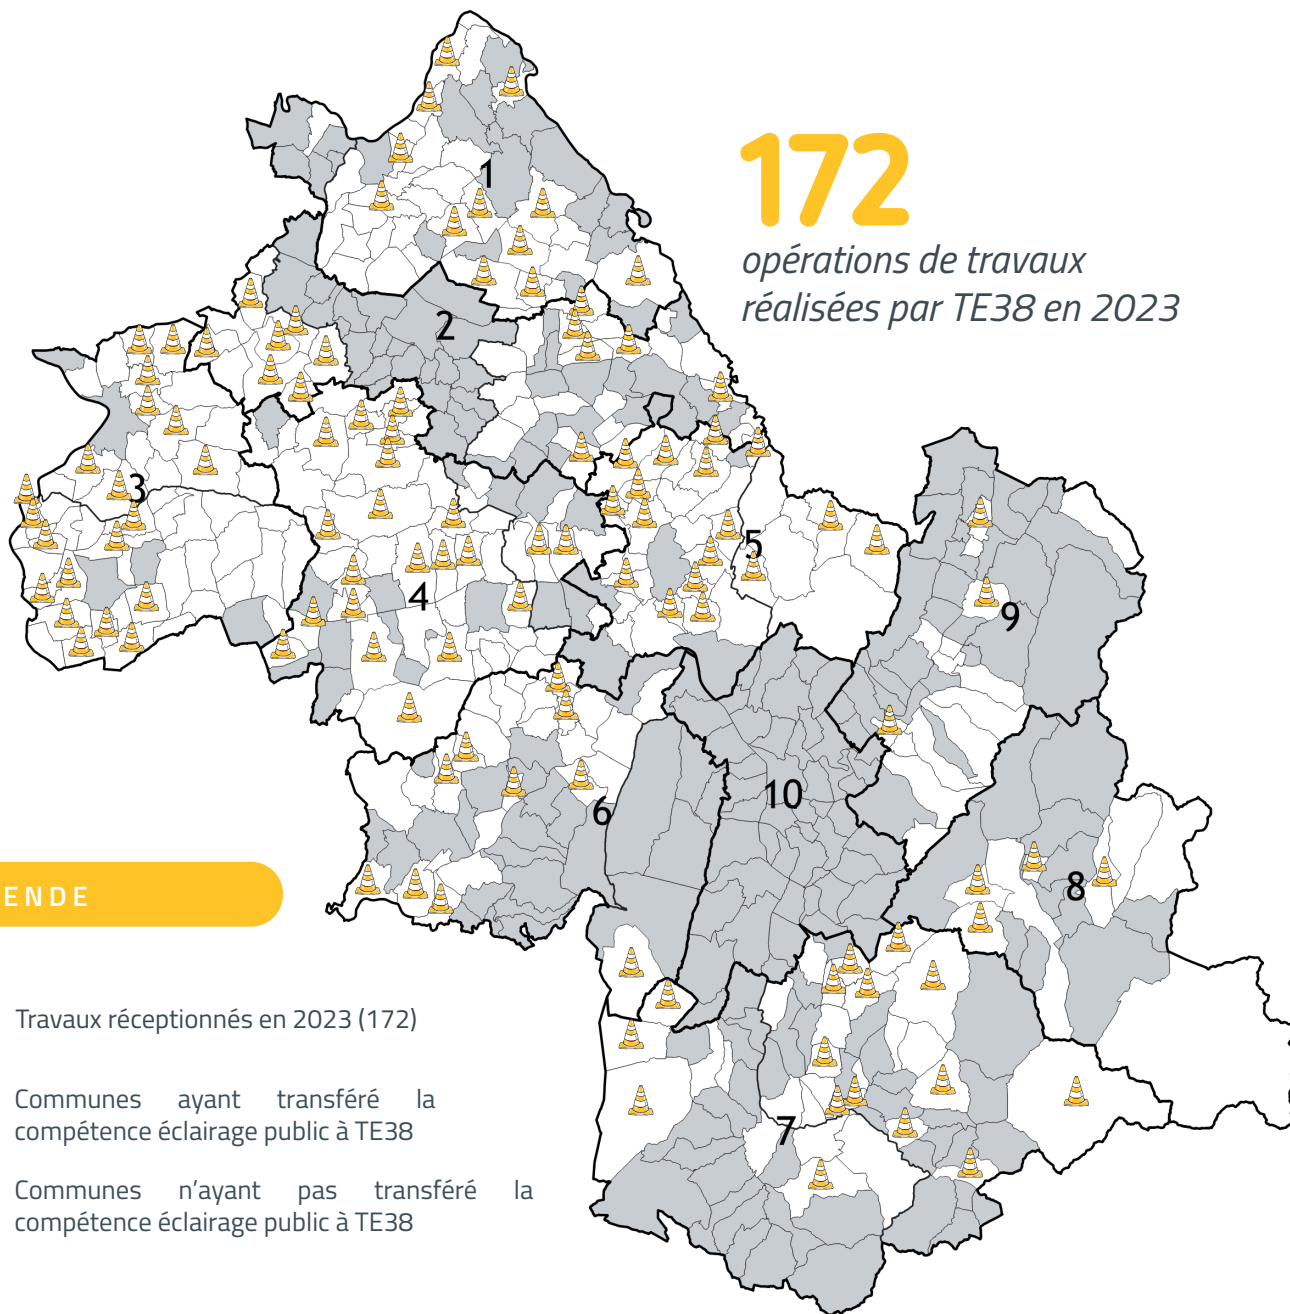 172
opérations de travaux
réalisées par TE38 en 2023
1
2
3
4
5
9
10
6
8
7
ENDE
Travaux réceptionnés en 2023 (172)
Communes ayant transféré la
compétence éclairage public à TE38
Communes n'ayant pas transféré la
compétence éclairage public à TE38